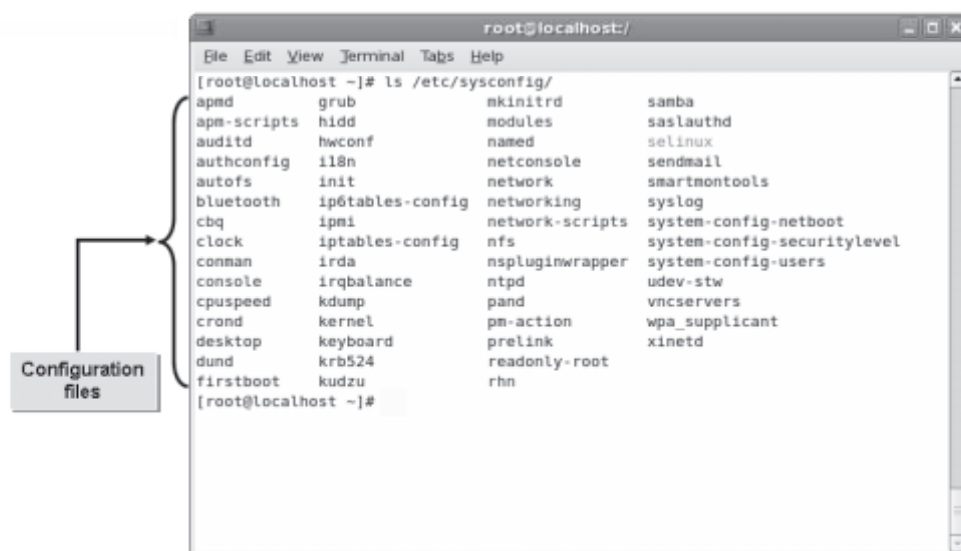 root@localhost:/
File Edit View Terminal Tabs Help
[root@localhost ~]# ls /etc/sysconfig/
apmd grub mkinitrd samba
apm-scripts hidd modules saslauthd
auditd hwconf named selinux
authconfig i18n netconsole sendmail
autofs init network smartmontools
bluetooth ip6tables-config networking syslog
cbq ipmi network-scripts system-config-netboot
clock iptables-config nfs system-config-securitylevel
conman irda nspluginwrapper system-config-users
console irqbalance ntpd udev-stw
cpuspeed kdump pand vncservers
crond kernel pm-action wpa_supplicant
desktop keyboard prelink xinetd
dund krb524 readonly-root
firstboot kudzu rhn
[root@localhost ~]#
Configuration
files